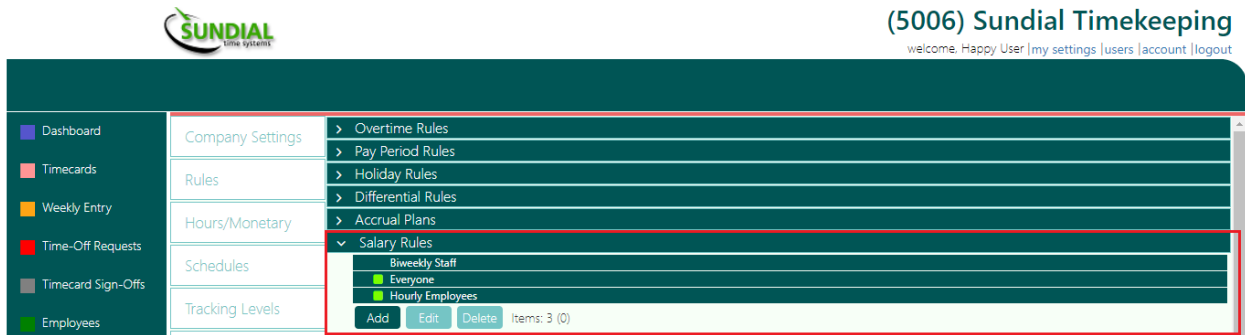 SUNDIAL
time systems
(5006) Sundial Timekeeping
welcome, Happy User |my settings |users |account |logout
Dashboard
Timecards
Weekly Entry
Time-Off Requests
Timecard Sign-Offs
Employees
Company Settings
Rules
Hours/Monetary
Schedules
Tracking Levels
Overtime Rules
Pay Period Rules
Holiday Rules
Differential Rules
Accrual Plans
Salary Rules
Biweekly Staff
Everyone
Hourly Employees
Add Edit Delete Items: 3 (0)